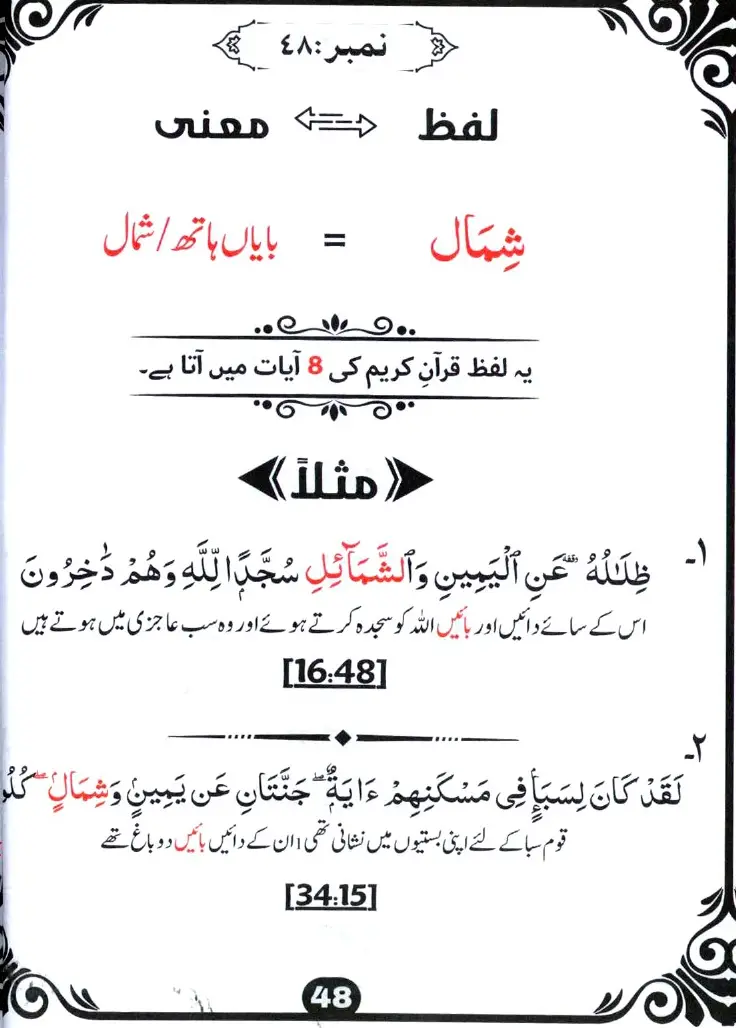 نمبر:٤٨
لفظ ⇄ معنی
شِمَال = بایاں ہاتھ/شمال
یہ لفظ قرآنِ کریم کی 8 آیات میں آتا ہے۔
مثلاً
١۔ ظِلَـٰلُهُۥ عَنِ ٱلْيَمِينِ وَٱلشَّمَآئِلِ سُجَّدًا لِّلَّهِ وَهُمْ دَٰخِرُونَ
اس کے سائے دائیں اور بائیں اللہ کو سجدہ کرتے ہوئے اور وہ سب عاجزی میں ہوتے ہیں
[16:48]
٢۔ لَقَدْ كَانَ لِسَبَإٍ فِى مَسْكَنِهِمْ ءَايَةٌ ۖ جَنَّتَانِ عَن يَمِينٍ وَشِمَالٍ ۖ كُلُو
قوم سبا کے لئے اپنی بستیوں میں نشانی تھی، ان کے دائیں بائیں دو باغ تھے
[34:15]
48